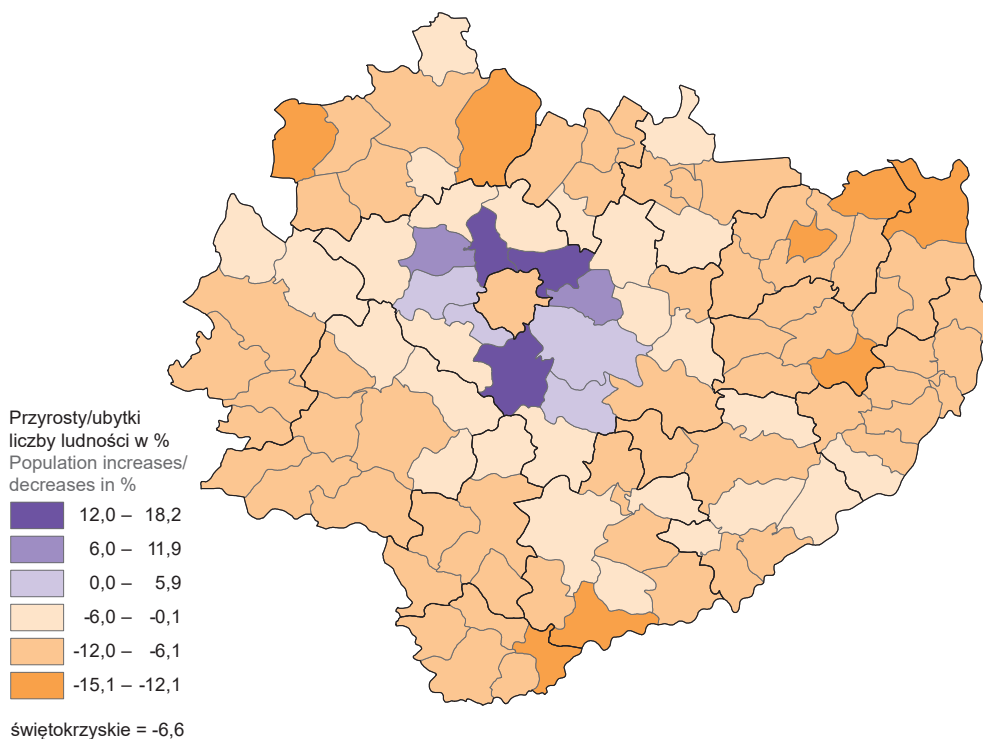 Przyrosty/ubytki
liczby ludności w %
Population increases/
decreases in %
12,0 – 18,2
6,0 – 11,9
0,0 – 5,9
-6,0 – -0,1
-12,0 – -6,1
-15,1 – -12,1
świętokrzyskie = -6,6